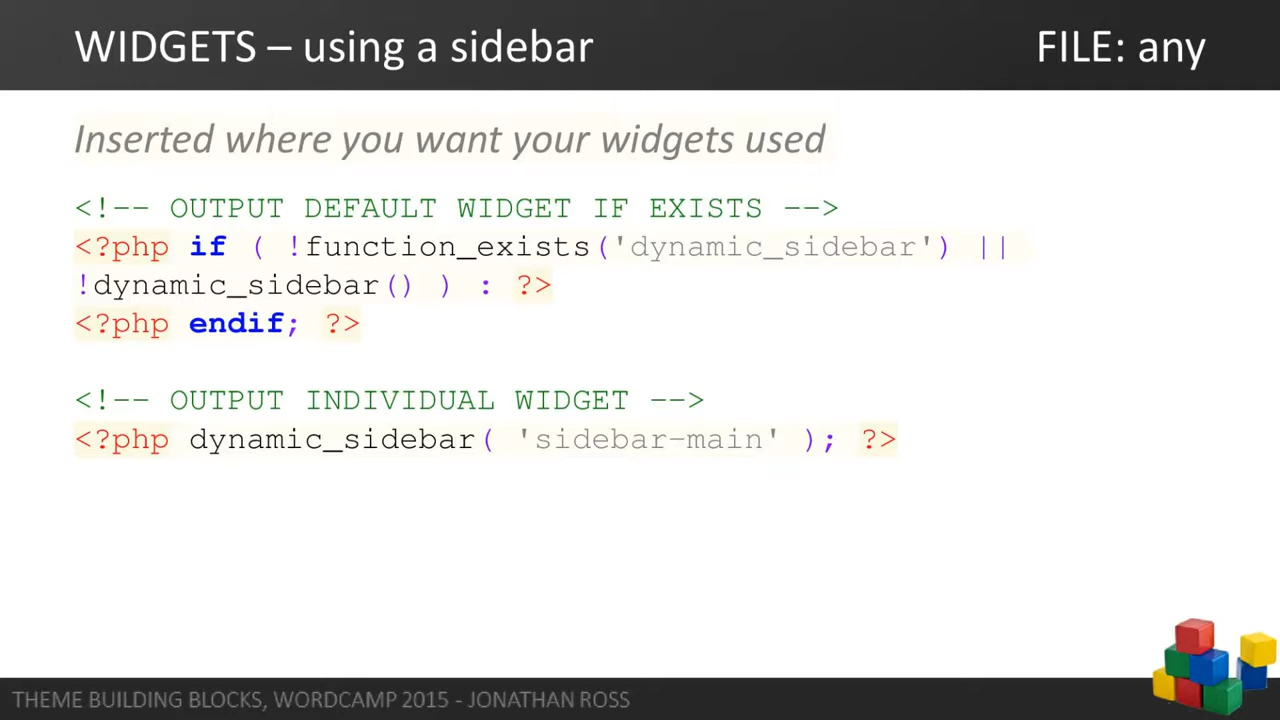 WIDGETS – using a sidebar
FILE: any
Inserted where you want your widgets used
<!-- OUTPUT DEFAULT WIDGET IF EXISTS -->
<?php if ( !function_exists('dynamic_sidebar') ||
!dynamic_sidebar() ) : ?>
<?php endif; ?>
<!-- OUTPUT INDIVIDUAL WIDGET -->
<?php dynamic_sidebar( 'sidebar-main' ); ?>
THEME BUILDING BLOCKS, WORDCAMP 2015 - JONATHAN ROSS